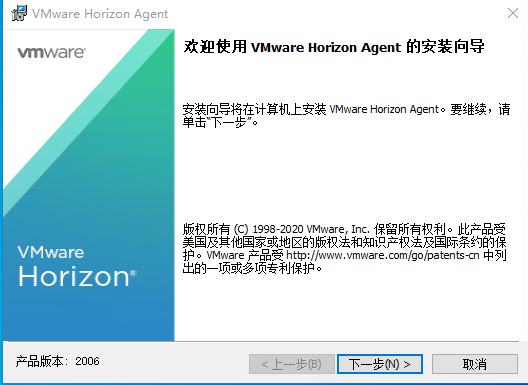 VMware Horizon Agent
vmware®
欢迎使用 VMware Horizon Agent 的安装向导
安装向导将在计算机上安装 VMware Horizon Agent。要继续，请
单击“下一步”。
版权所有 (C) 1998-2020 VMware, Inc. 保留所有权利。此产品受
美国及其他国家或地区的版权法和知识产权法及国际条约的保
护。VMware 产品受 http://www.vmware.com/go/patents-cn 中列
出的一项或多项专利保护。
VMware
Horizon®
产品版本：2006
< 上一步(B)
下一步(N) >
取消